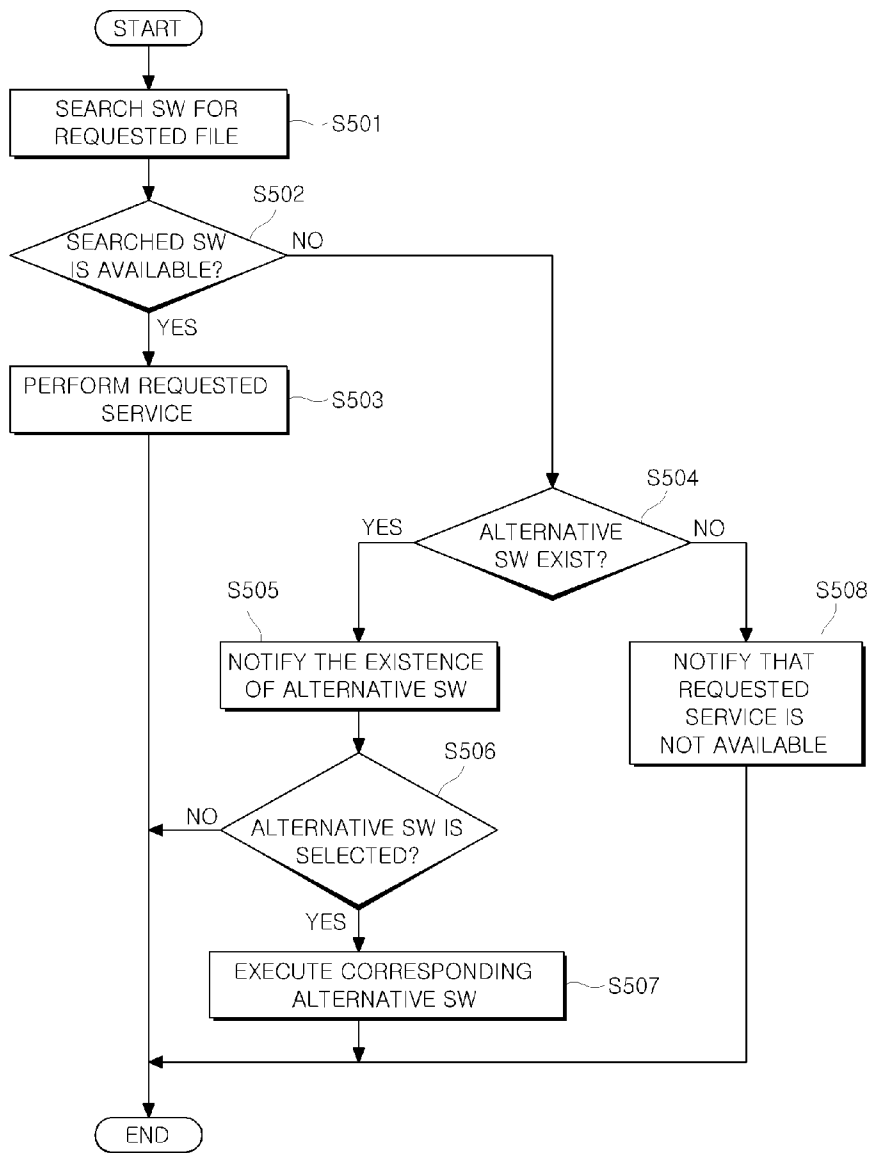 START
SEARCH SW FOR
REQUESTED FILE
S501
S502
SEARCHED SW
IS AVAILABLE?
NO
YES
PERFORM REQUESTED
SERVICE
S503
S504
YES
ALTERNATIVE
SW EXIST?
NO
S505
NOTIFY THE EXISTENCE
OF ALTERNATIVE SW
S508
NOTIFY THAT
REQUESTED
SERVICE IS
NOT AVAILABLE
S506
NO
ALTERNATIVE SW IS
SELECTED?
YES
EXECUTE CORRESPONDING
ALTERNATIVE SW
S507
END